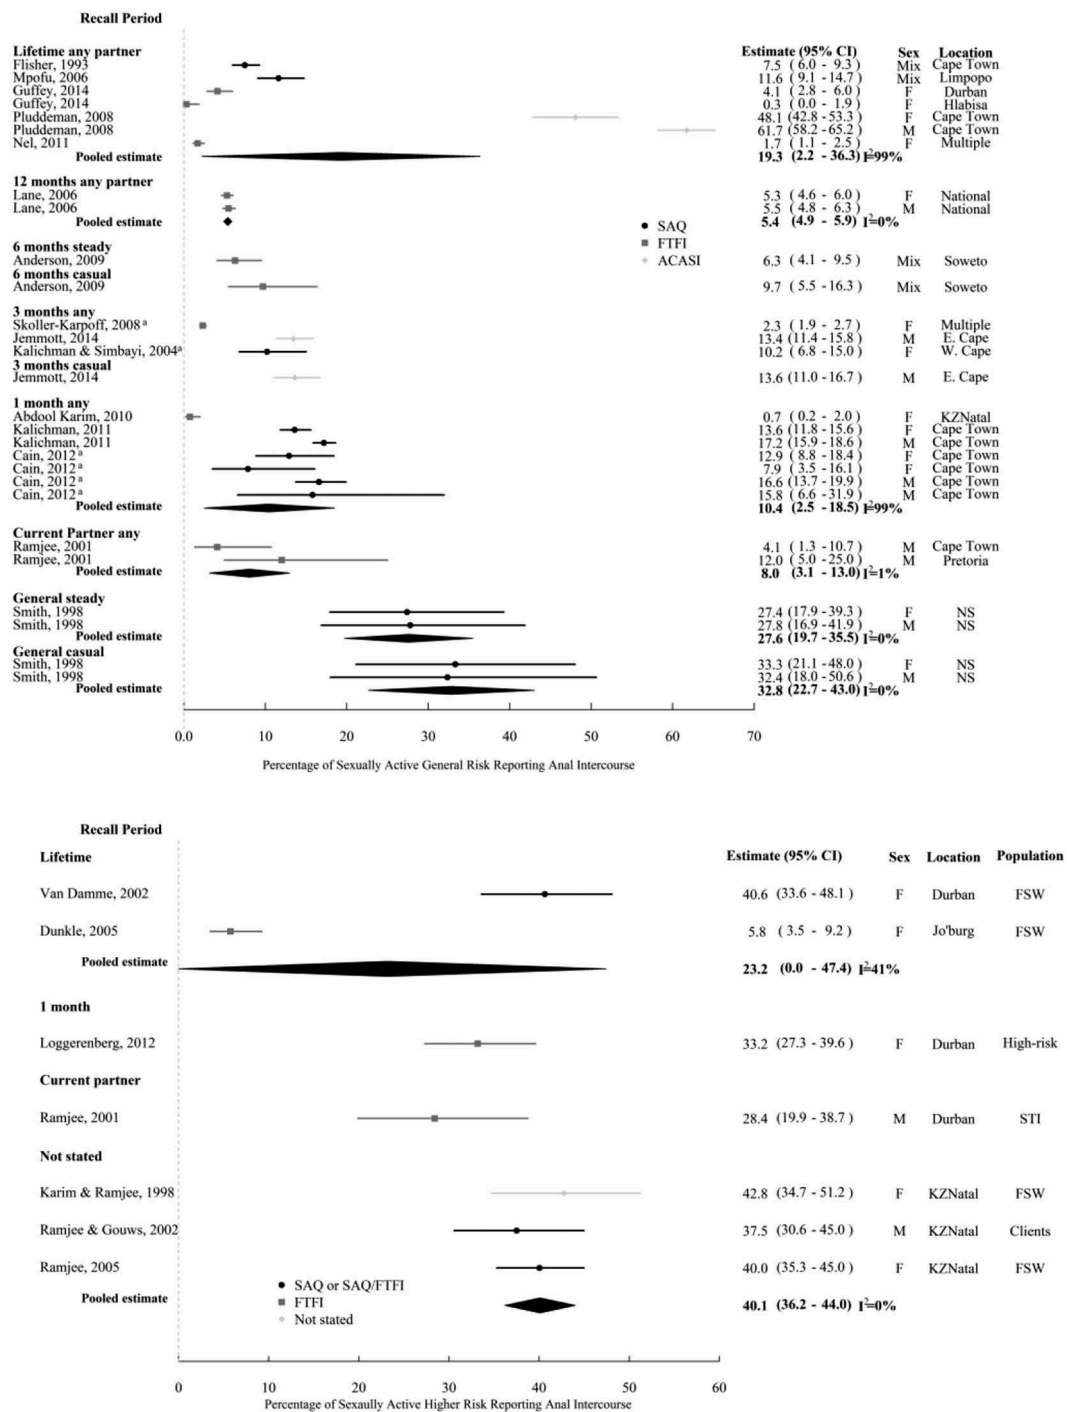 Recall Period
Lifetime any partner Estimate (95% CI) Sex Location
Flisher, 1993 7.5 (6.0 - 9.3) Mix Cape Town
Mpofu, 2006 11.6 (9.1 - 14.7) Mix Limpopo
Guffey, 2014 4.1 (2.8 - 6.0) F Durban
Guffey, 2014 0.3 (0.0 - 1.9) F Hlabisa
Pluddeman, 2008 48.1 (42.8 - 53.3) F Cape Town
Pluddeman, 2008 61.7 (58.2 - 65.2) M Cape Town
Nel, 2011 1.7 (1.1 - 2.5) F Multiple
Pooled estimate 19.3 (2.2 - 36.3) I²=99%
12 months any partner
Lane, 2006 5.3 (4.6 - 6.0) F National
Lane, 2006 5.5 (4.8 - 6.3) M National
Pooled estimate 5.4 (4.9 - 5.9) I²=0%
SAQ
FTFI
ACASI
6 months steady
Anderson, 2009 6.3 (4.1 - 9.5) Mix Soweto
6 months casual
Anderson, 2009 9.7 (5.5 - 16.3) Mix Soweto
3 months any
Skoller-Karpoff, 2008 a 2.3 (1.9 - 2.7) F Multiple
Jemmott, 2014 13.4 (11.4 - 15.8) M E. Cape
Kalichman & Simbayi, 2004 a 10.2 (6.8 - 15.0) F W. Cape
3 months casual
Jemmott, 2014 13.6 (11.0 - 16.7) M E. Cape
1 month any
Abdool Karim, 2010 0.7 (0.2 - 2.0) F KZNatal
Kalichman, 2011 13.6 (11.8 - 15.6) F Cape Town
Kalichman, 2011 17.2 (15.9 - 18.6) M Cape Town
Cain, 2012 a 12.9 (8.8 - 18.4) F Cape Town
Cain, 2012 a 7.9 (3.5 - 16.1) F Cape Town
Cain, 2012 a 16.6 (13.7 - 19.9) M Cape Town
Cain, 2012 a 15.8 (6.6 - 31.9) M Cape Town
Pooled estimate 10.4 (2.5 - 18.5) I²=99%
Current Partner any
Ramjee, 2001 4.1 (1.3 - 10.7) M Cape Town
Ramjee, 2001 12.0 (5.0 - 25.0) M Pretoria
Pooled estimate 8.0 (3.1 - 13.0) I²=1%
General steady
Smith, 1998 27.4 (17.9 - 39.3) F NS
Smith, 1998 27.8 (16.9 - 41.9) M NS
Pooled estimate 27.6 (19.7 - 35.5) I²=0%
General casual
Smith, 1998 33.3 (21.1 - 48.0) F NS
Smith, 1998 32.4 (18.0 - 50.6) M NS
Pooled estimate 32.8 (22.7 - 43.0) I²=0%
0.0 10 20 30 40 50 60 70
Percentage of Sexually Active General Risk Reporting Anal Intercourse
Recall Period
Lifetime Estimate (95% CI) Sex Location Population
Van Damme, 2002 40.6 (33.6 - 48.1) F Durban FSW
Dunkle, 2005 5.8 (3.5 - 9.2) F Jo'burg FSW
Pooled estimate 23.2 (0.0 - 47.4) I²=41%
1 month
Loggerenberg, 2012 33.2 (27.3 - 39.6) F Durban High-risk
Current partner
Ramjee, 2001 28.4 (19.9 - 38.7) M Durban STI
Not stated
Karim & Ramjee, 1998 42.8 (34.7 - 51.2) F KZNatal FSW
Ramjee & Gouws, 2002 37.5 (30.6 - 45.0) M KZNatal Clients
Ramjee, 2005 40.0 (35.3 - 45.0) F KZNatal FSW
SAQ or SAQ/FTFI
FTFI
Not stated
Pooled estimate 40.1 (36.2 - 44.0) I²=0%
0 10 20 30 40 50 60
Percentage of Sexually Active Higher Risk Reporting Anal Intercourse